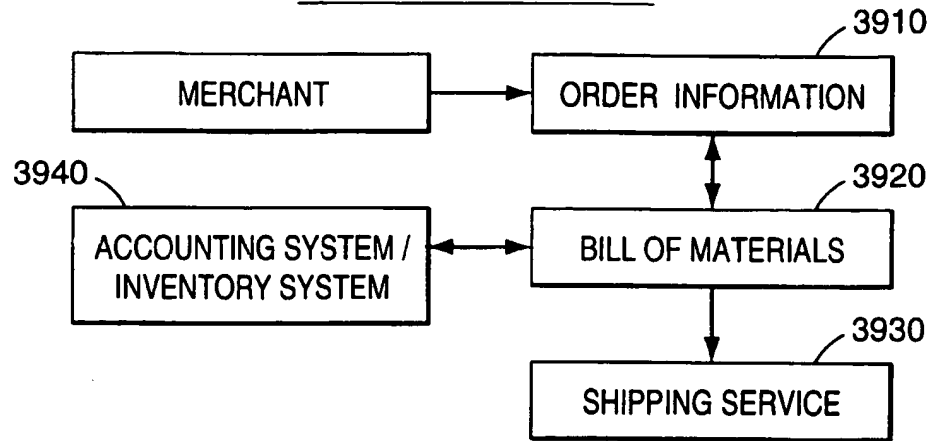 3910
MERCHANT
ORDER INFORMATION
3940
3920
ACCOUNTING SYSTEM /
INVENTORY SYSTEM
BILL OF MATERIALS
3930
SHIPPING SERVICE